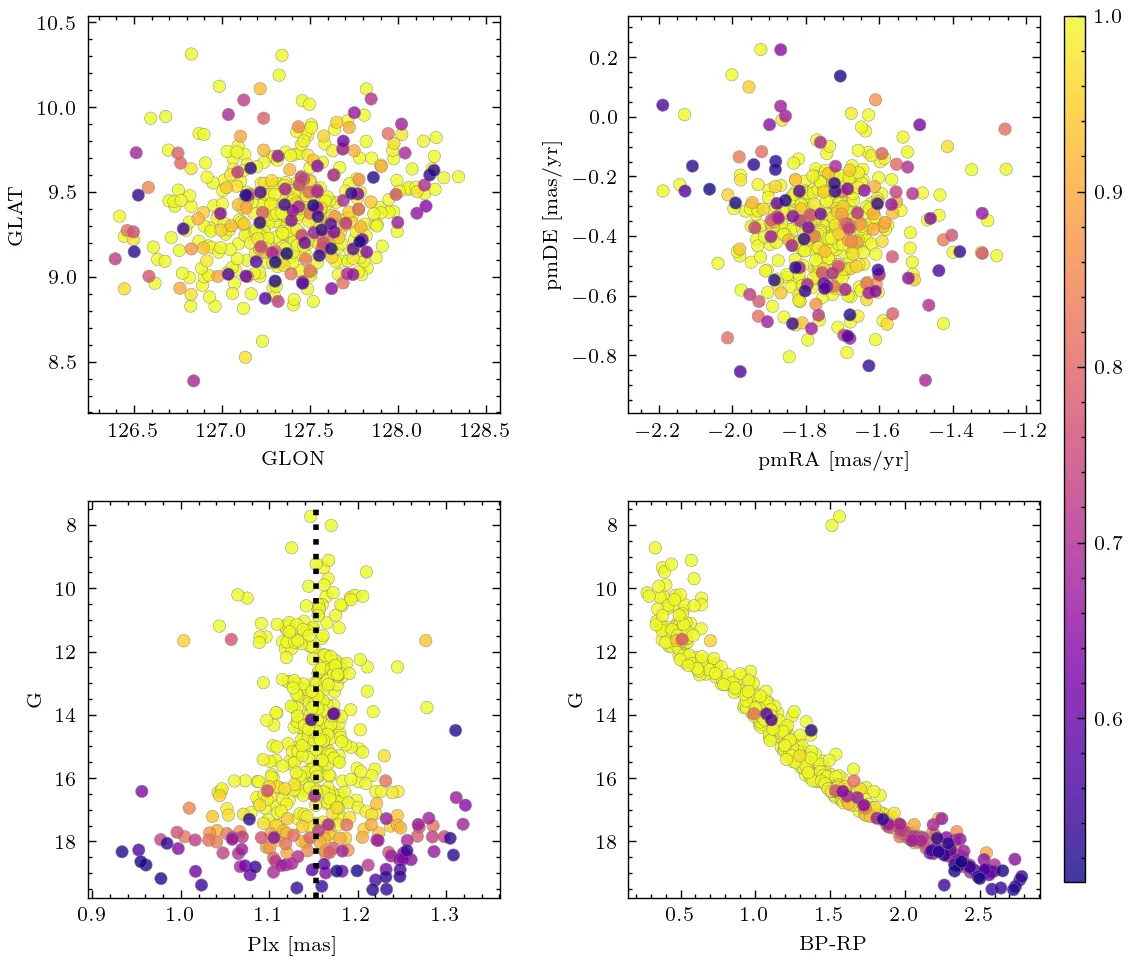 10.5
10.0
9.5
9.0
8.5
GLAT
126.5 127.0 127.5 128.0 128.5
GLON
0.2
0.0
−0.2
−0.4
−0.6
−0.8
pmDE [mas/yr]
−2.2 −2.0 −1.8 −1.6 −1.4 −1.2
pmRA [mas/yr]
1.0
0.9
0.8
0.7
0.6
8
10
12
14
16
18
G
0.9 1.0 1.1 1.2 1.3
Plx [mas]
8
10
12
14
16
18
G
0.5 1.0 1.5 2.0 2.5
BP-RP